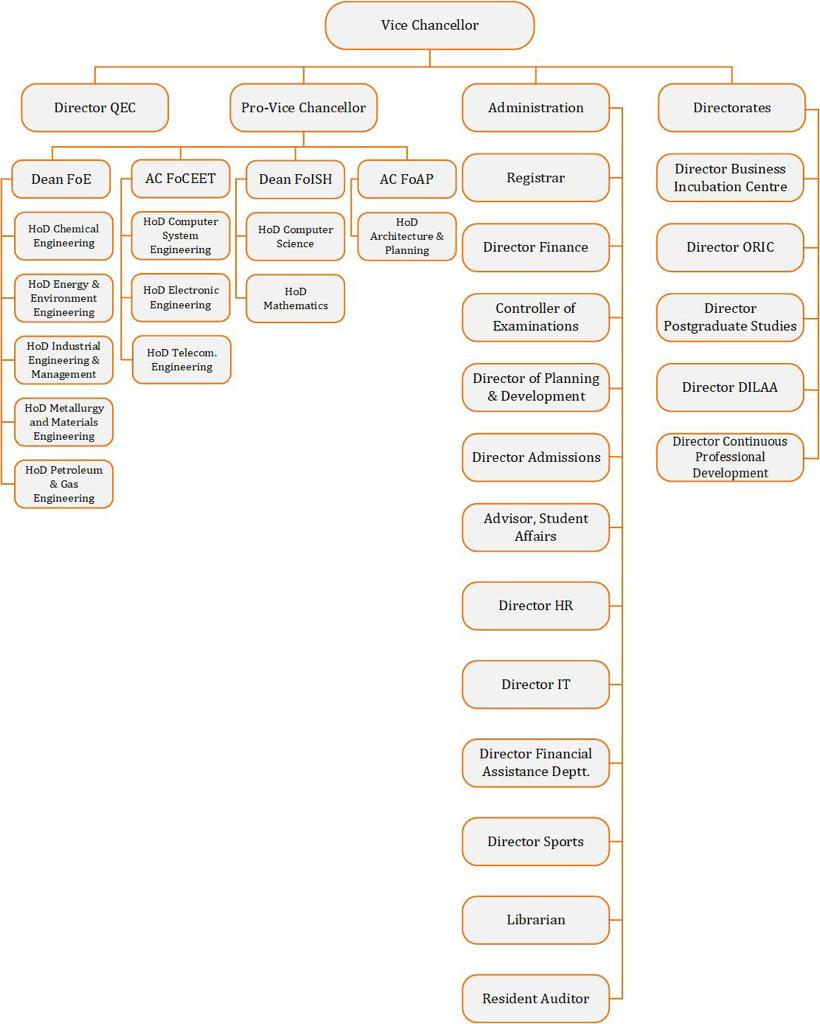 Vice Chancellor
Director QEC
Pro-Vice Chancellor
Administration
Directorates
Dean FoE
AC FoCEET
Dean FoISH
AC FoAP
HoD Chemical
Engineering
HoD Energy &
Environment
Engineering
HoD Industrial
Engineering &
Management
HoD Metallurgy
and Materials
Engineering
HoD Petroleum
& Gas
Engineering
HoD Computer
System
Engineering
HoD Electronic
Engineering
HoD Telecom.
Engineering
HoD Computer
Science
HoD
Mathematics
HoD
Architecture &
Planning
Registrar
Director Finance
Controller of
Examinations
Director of Planning
& Development
Director Admissions
Advisor, Student
Affairs
Director HR
Director IT
Director Financial
Assistance Deptt.
Director Sports
Librarian
Resident Auditor
Director Business
Incubation Centre
Director ORIC
Director
Postgraduate Studies
Director DILAA
Director Continuous
Professional
Development